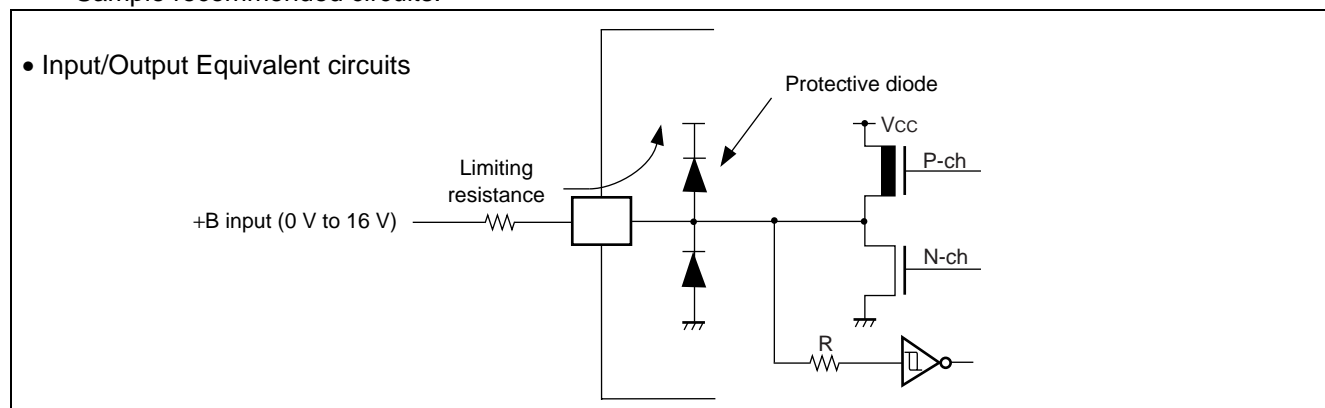 Sample recommended circuits:
• Input/Output Equivalent circuits
Protective diode
VCC
Limiting
resistance
P-ch
+B input (0 V to 16 V)
N-ch
R